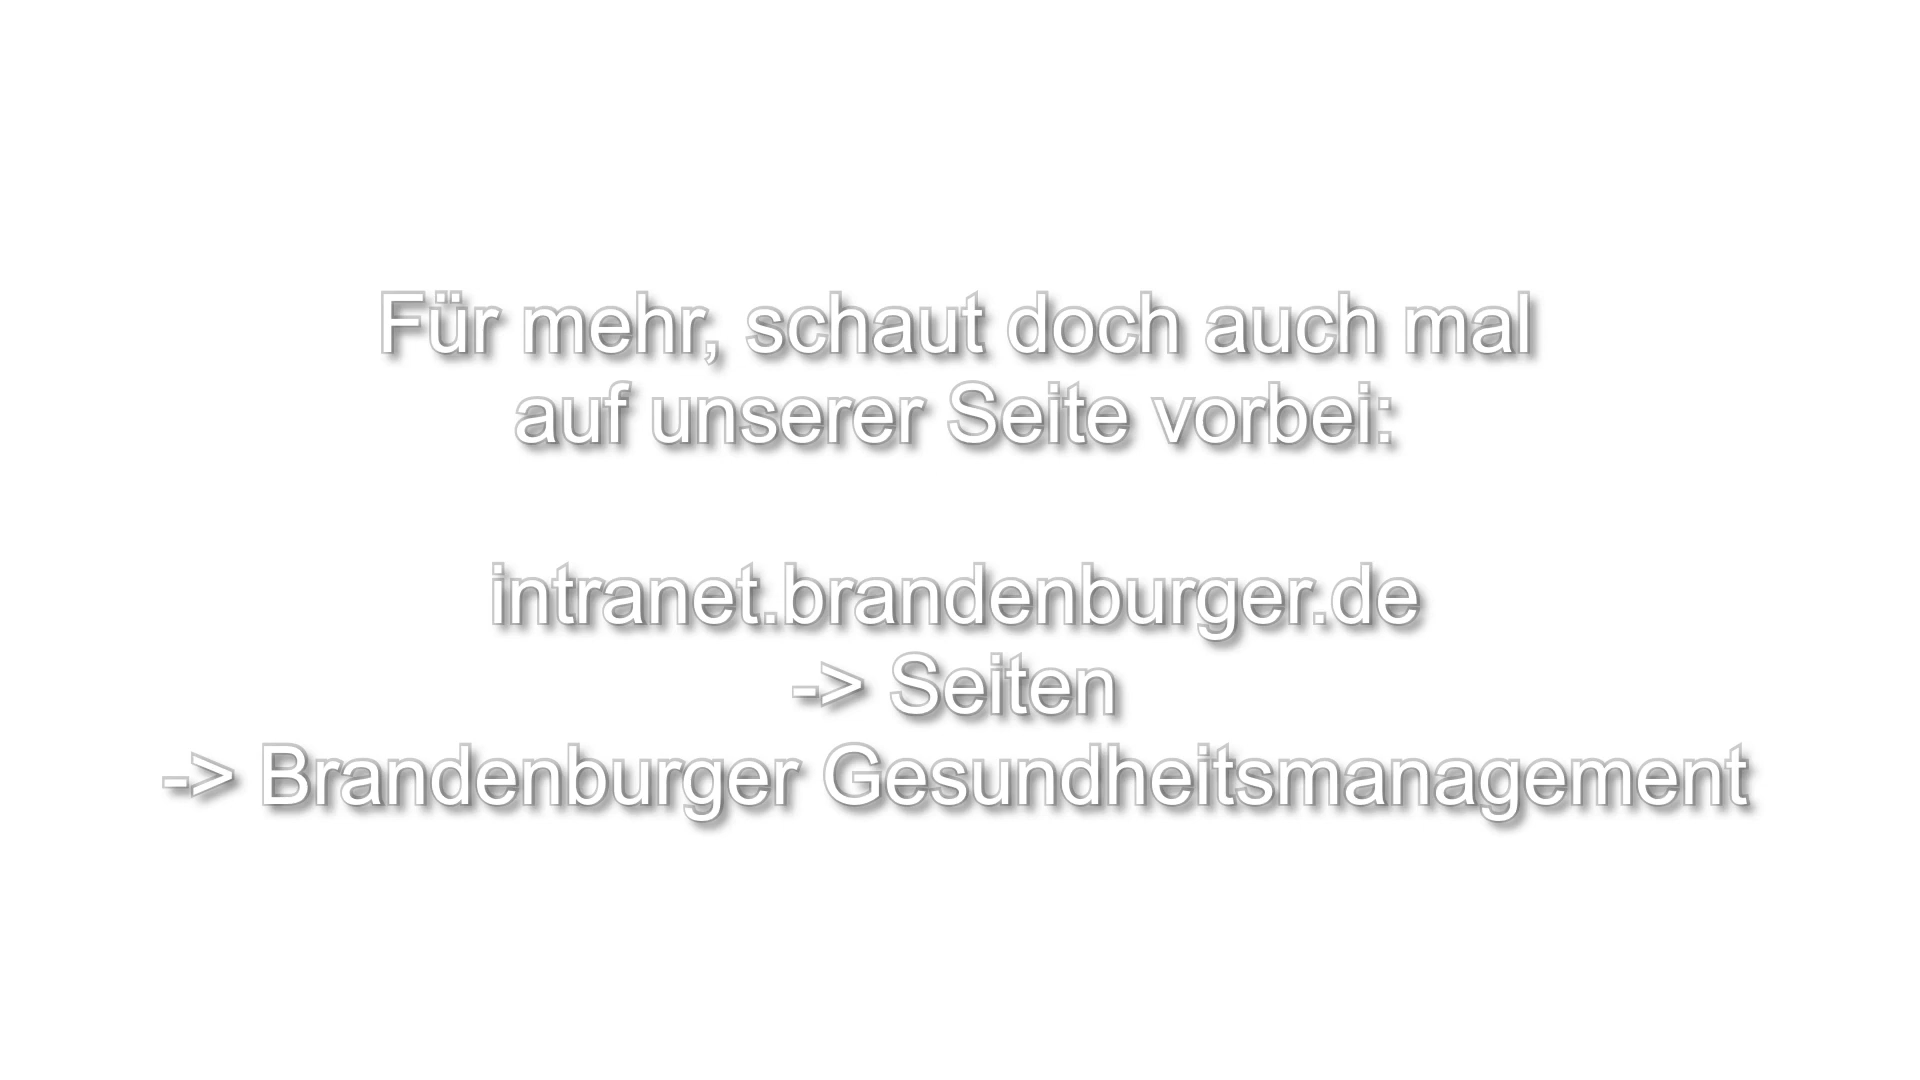 Für mehr, schaut doch auch mal
auf unserer Seite vorbei:
intranet.brandenburger.de
-> Seiten
-> Brandenburger Gesundheitsmanagement